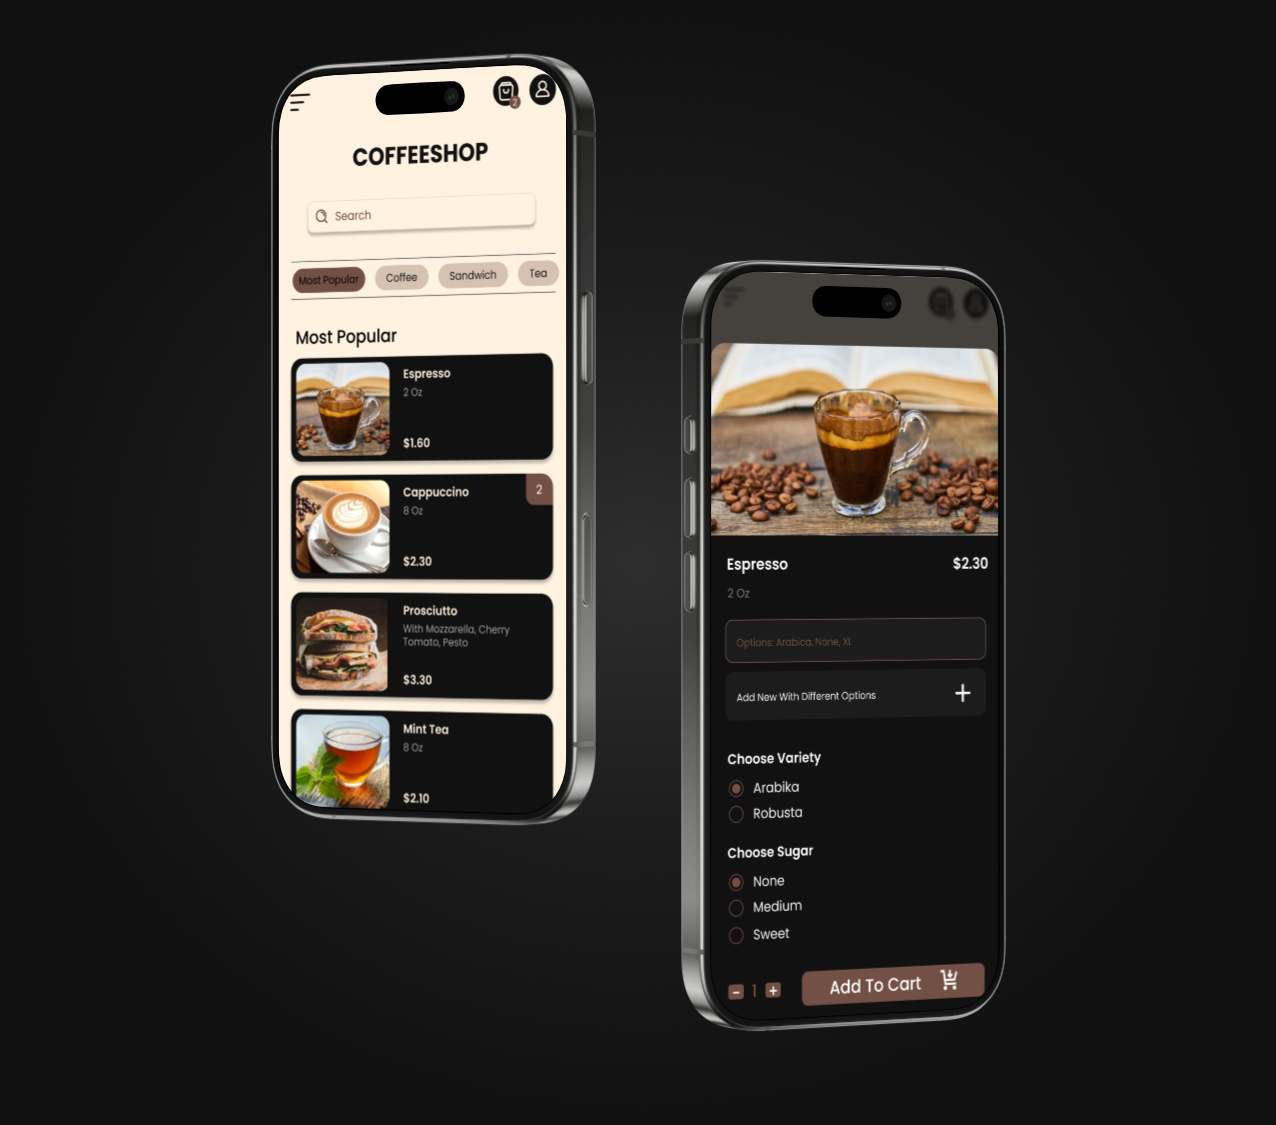 2
COFFEESHOP
Search
Most Popular
Coffee
Sandwich
Tea
Most Popular
Espresso
2 Oz
$1.60
Cappuccino
2
8 Oz
$2.30
Prosciutto
With Mozzarella, Cherry
Tomato, Pesto
$3.30
Mint Tea
8 Oz
$2.10
Espresso
$2.30
2 Oz
Options: Arabica, None, XL
Add New With Different Options
Choose Variety
Arabika
Robusta
Choose Sugar
None
Medium
Sweet
1
Add To Cart